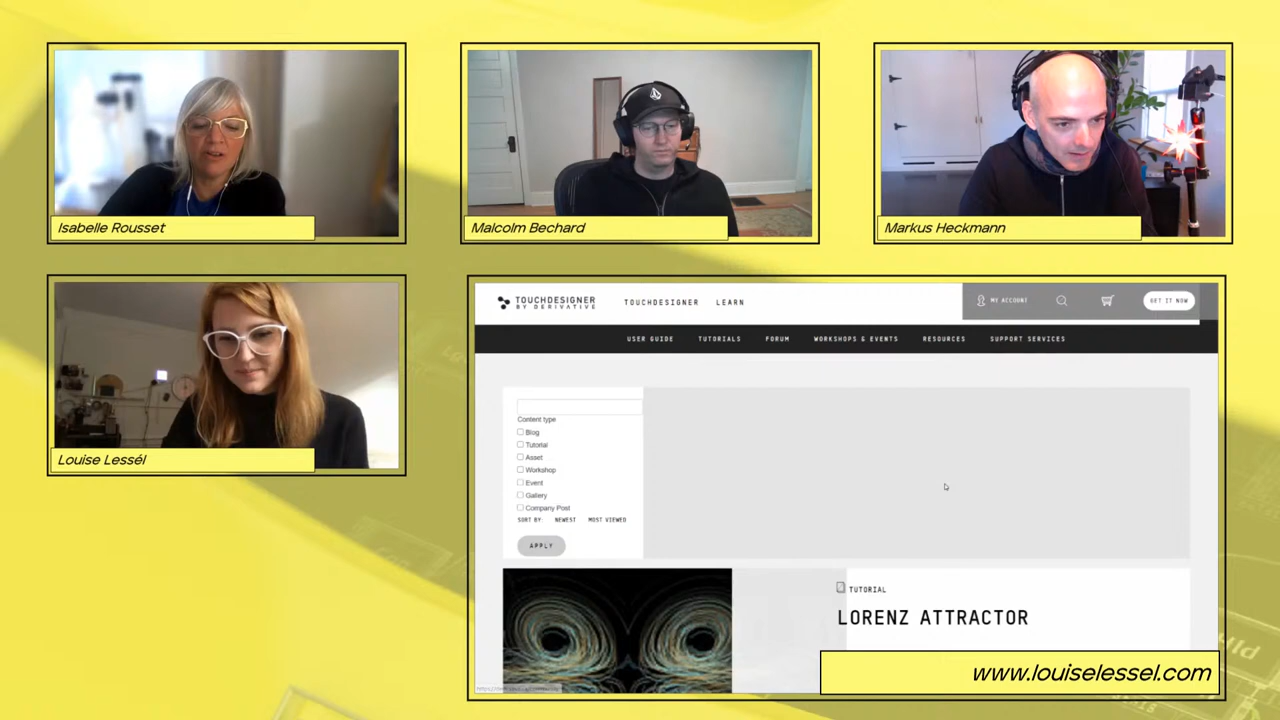 Isabelle Rousset
Malcolm Bechard
Markus Heckmann
Louise Lessél
TOUCHDESIGNER
BY DERIVATIVE
TOUCHDESIGNER LEARN
MY ACCOUNT
GET IT NOW
USER GUIDE TUTORIALS FORUM WORKSHOPS & EVENTS RESOURCES SUPPORT SERVICES
Content type
Blog
Tutorial
Asset
Workshop
Event
Gallery
Company Post
SORT BY: NEWEST MOST VIEWED
APPLY
TUTORIAL
LORENZ ATTRACTOR
www.louiselessel.com